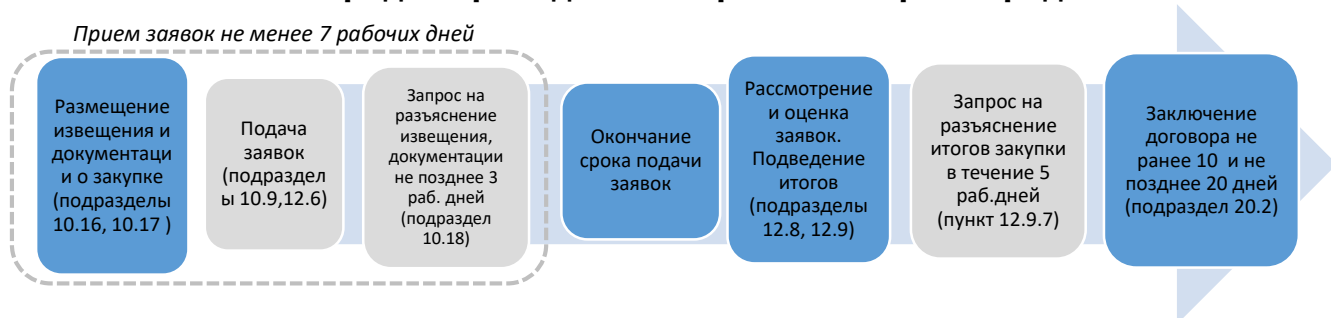 Прием заявок не менее 7 рабочих дней
Размещение
извещения и
документаци
и о закупке
(подразделы
10.16, 10.17 )
Подача
заявок
(подраздел
ы 10.9,12.6)
Запрос на
разъяснение
извещения,
документации
не позднее 3
раб. дней
(подраздел
10.18)
Окончание
срока подачи
заявок
Рассмотрение
и оценка
заявок.
Подведение
итогов
(подразделы
12.8, 12.9)
Запрос на
разъяснение
итогов закупки
в течение 5
раб.дней
(пункт 12.9.7)
Заключение
договора не
ранее 10 и не
позднее 20 дней
(подраздел 20.2)